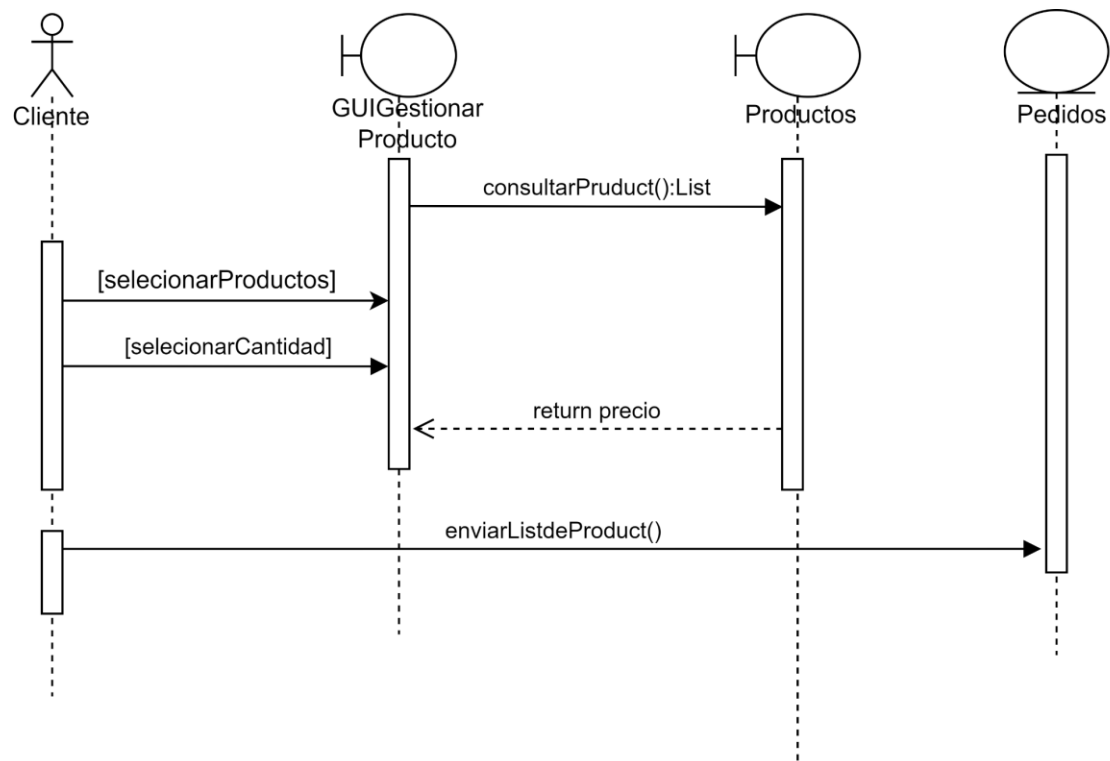 Cliente
GUIGestionar
Producto
Productos
Pedidos
consultarPruduct():List
[selecionarProductos]
[selecionarCantidad]
return precio
enviarListdeProduct()